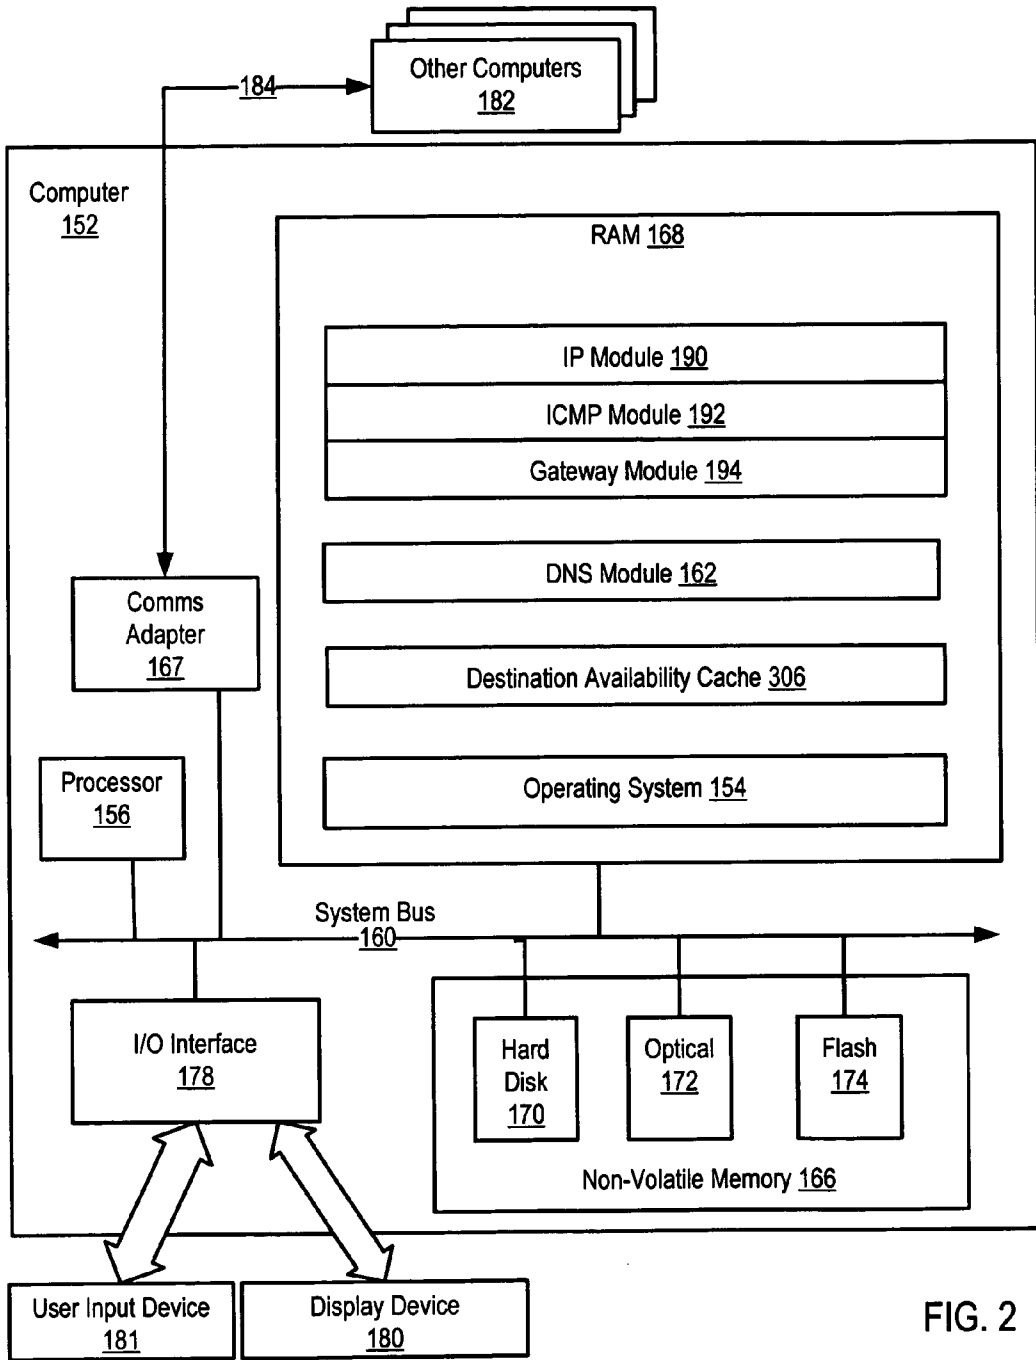 Other Computers
182
184
Computer
152
RAM 168
IP Module 190
ICMP Module 192
Gateway Module 194
DNS Module 162
Comms
Adapter
167
Destination Availability Cache 306
Processor
156
Operating System 154
System Bus
160
I/O Interface
178
Hard
Disk
170
Optical
172
Flash
174
Non-Volatile Memory 166
User Input Device
181
Display Device
180
FIG. 2